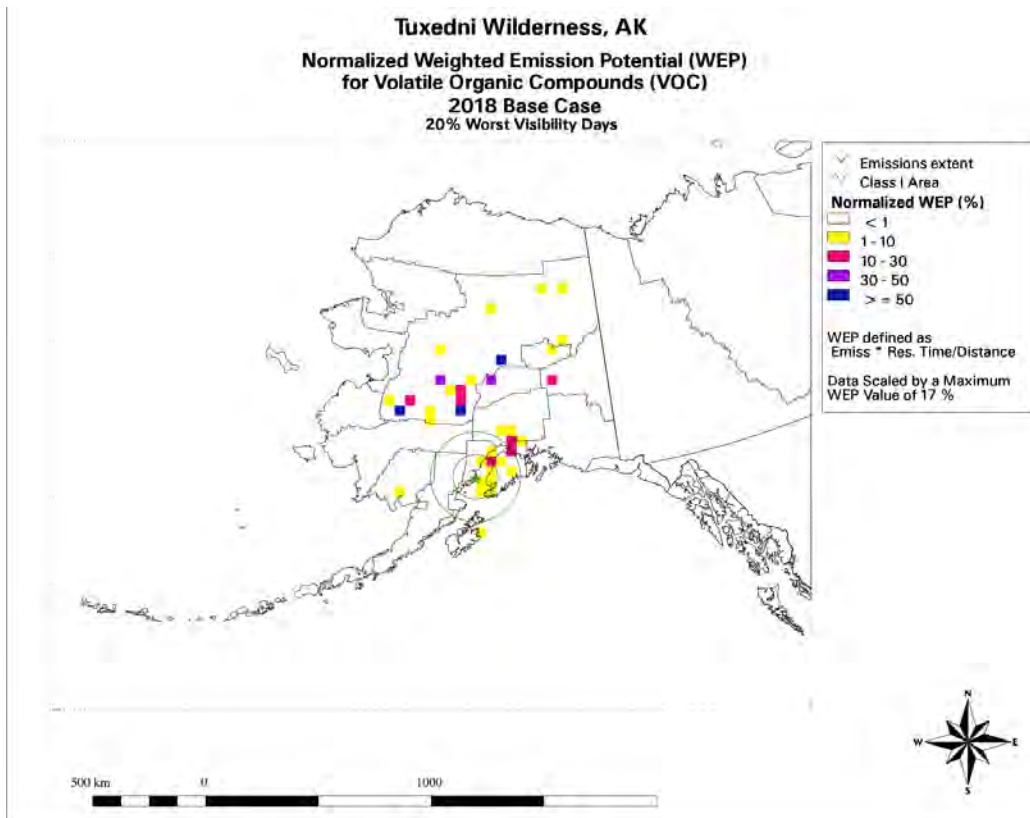 Tuxedni Wilderness, AK
Normalized Weighted Emission Potential (WEP)
for Volatile Organic Compounds (VOC)
2018 Base Case
20% Worst Visibility Days
Emissions extent
Class I Area
Normalized WEP (%)
< 1
1 - 10
10 - 30
30 - 50
> = 50
WEP defined as
Emiss * Res. Time/Distance
Data Scaled by a Maximum
WEP Value of 17 %
N
W E
S
500 km 0 1000